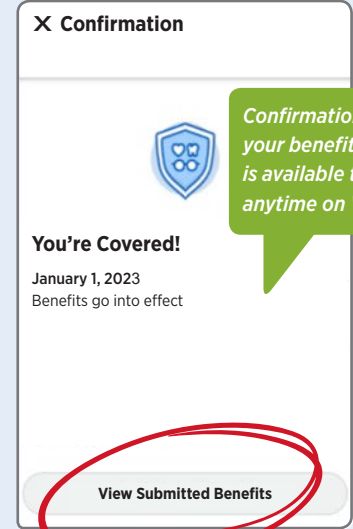 X Confirmation
Confirmatio
your benefit
is available t
anytime on
You're Covered!
January 1, 2023
Benefits go into effect
View Submitted Benefits